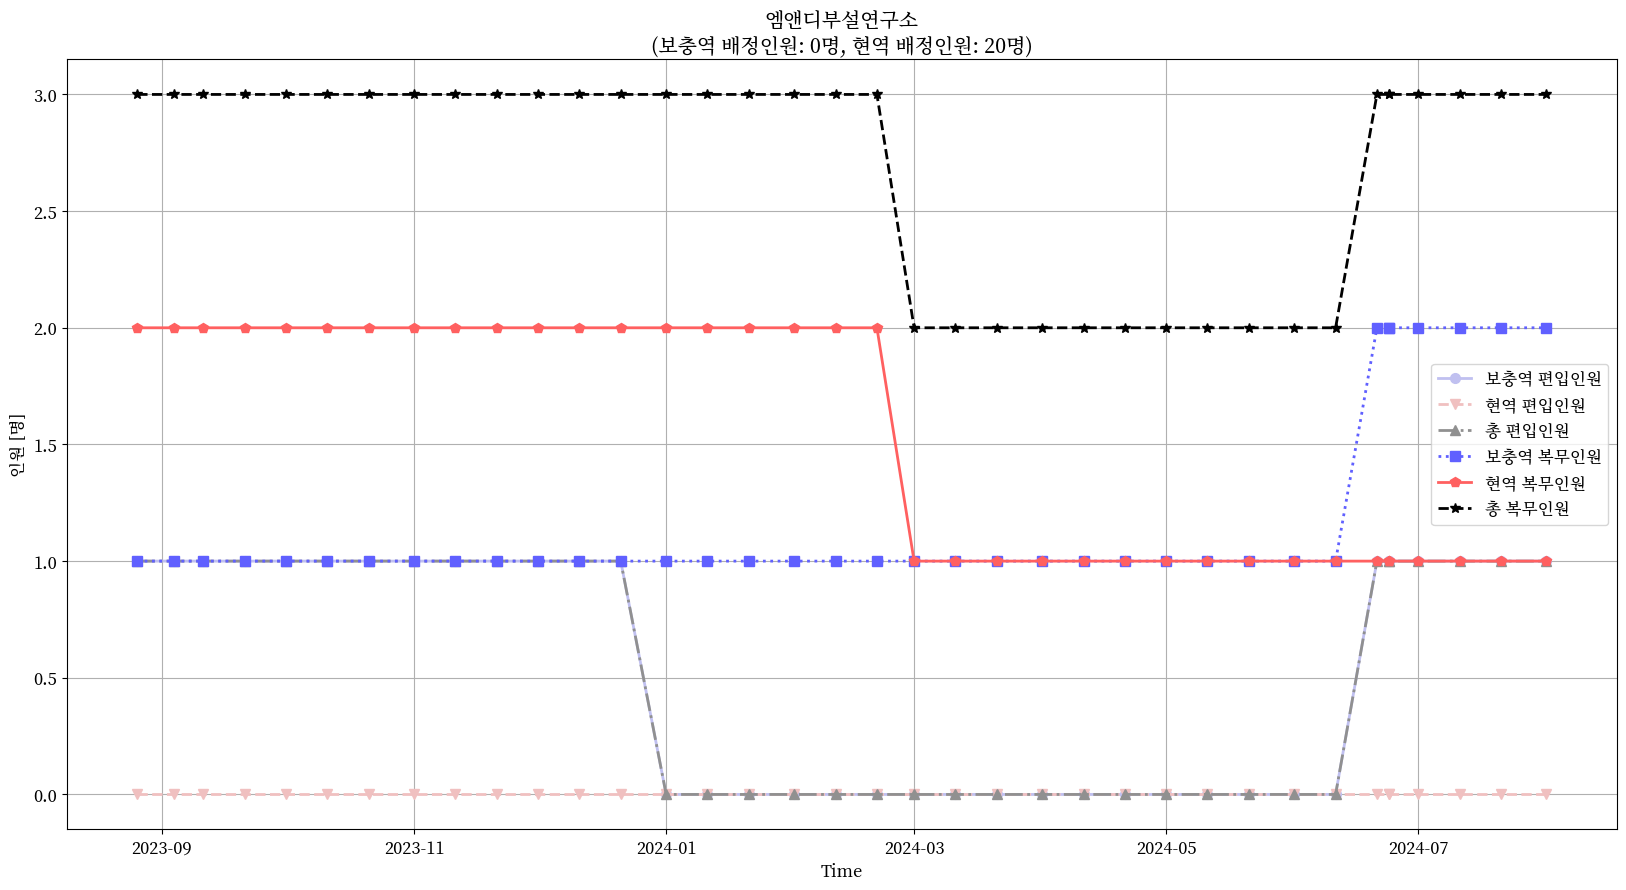 엠앤디부설연구소
(보충역 배정인원: 0명, 현역 배정인원: 20명)
3.0
2.5
2.0
1.5
1.0
0.5
0.0
인원 [명]
보충역 편입인원
현역 편입인원
총 편입인원
보충역 복무인원
현역 복무인원
총 복무인원
2023-09
2023-11
2024-01
2024-03
2024-05
2024-07
Time